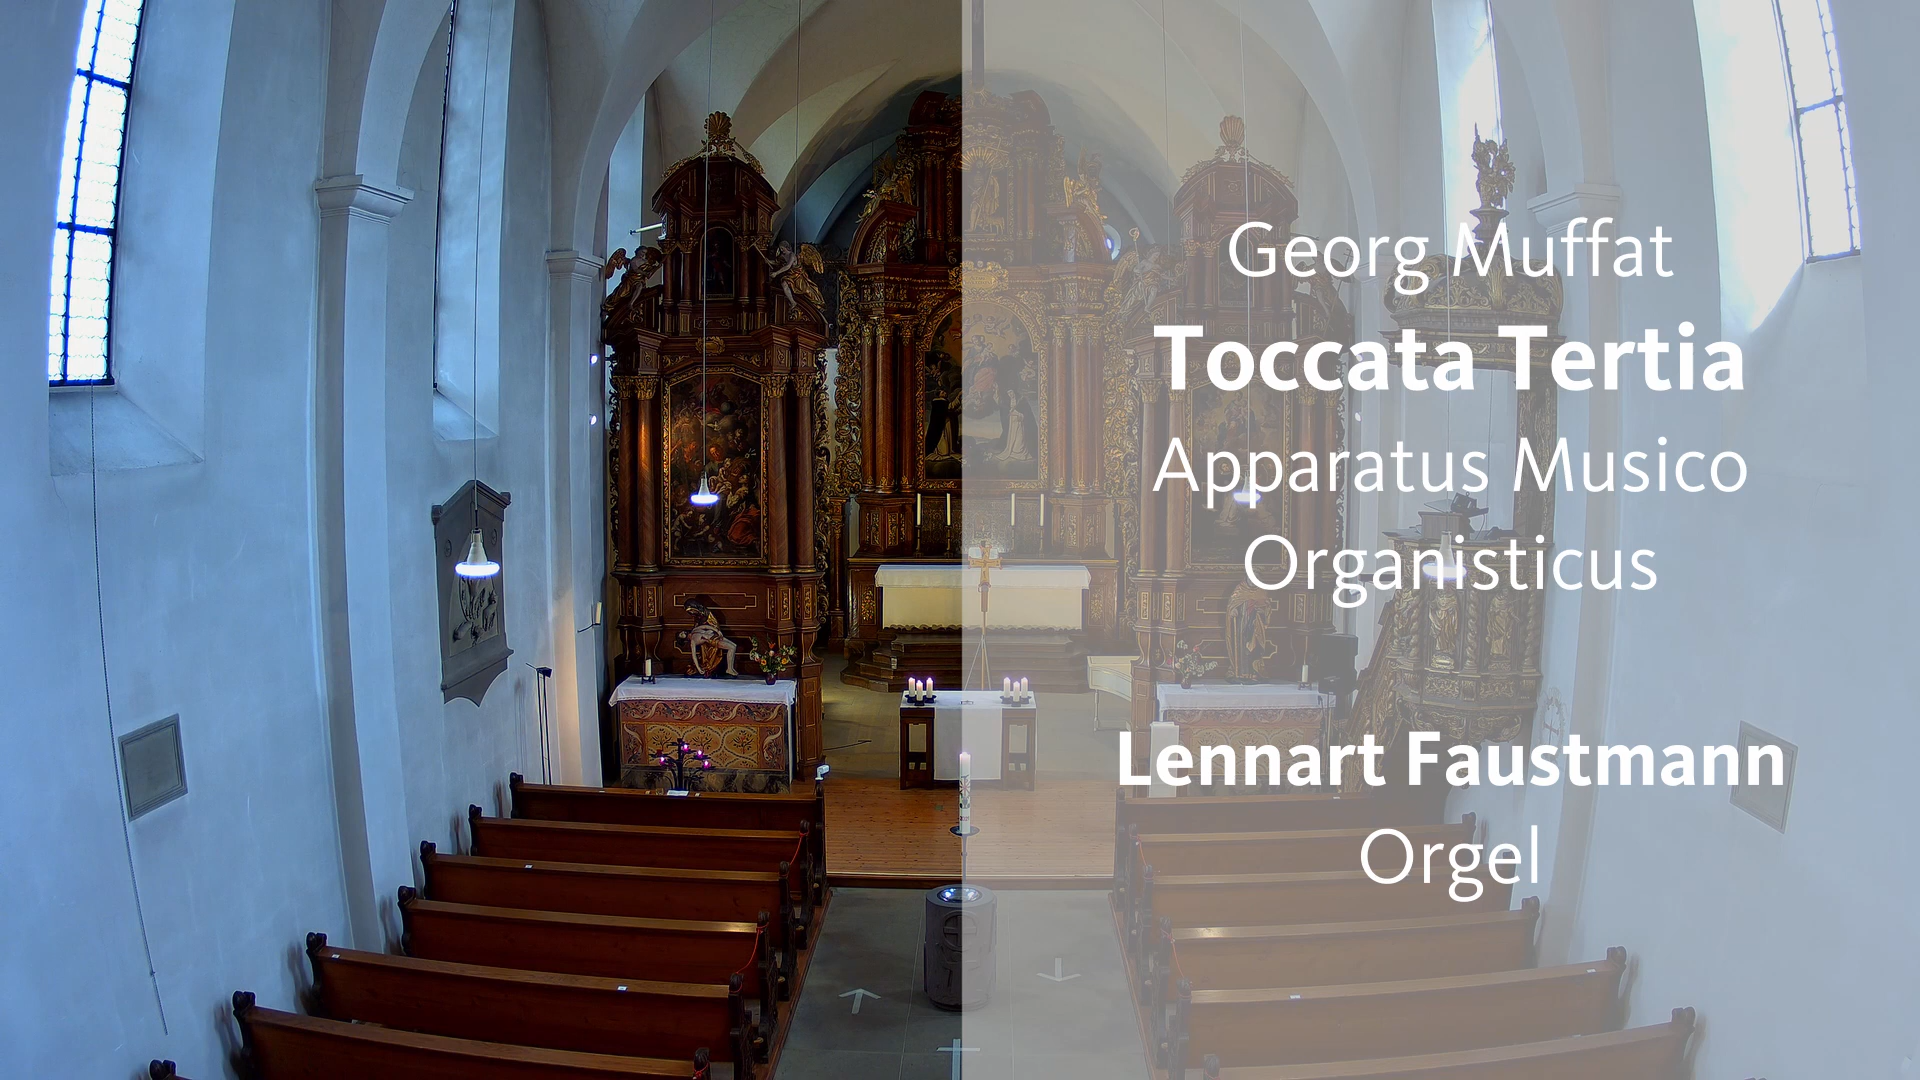 Georg Muffat
Toccata Tertia
Apparatus Musico
Organisticus
Lennart Faustmann
Orgel